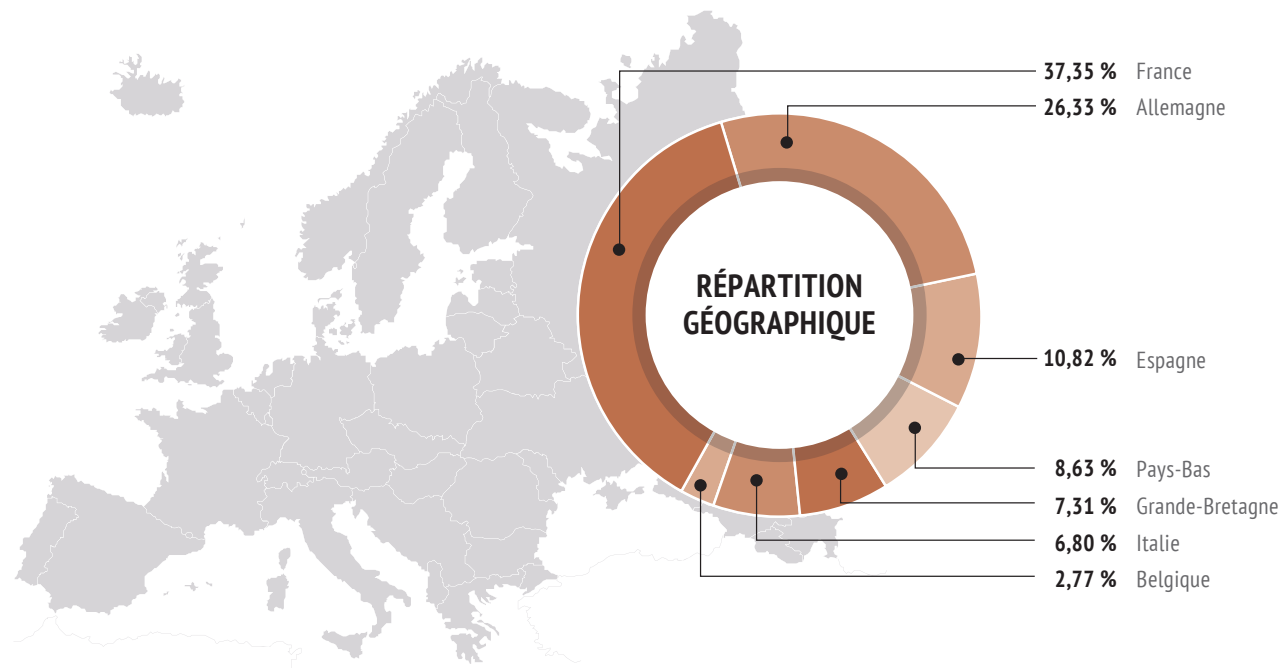 37,35 % France
26,33 % Allemagne
RÉPARTITION
GÉOGRAPHIQUE
10,82 % Espagne
8,63 % Pays-Bas
7,31 % Grande-Bretagne
6,80 % Italie
2,77 % Belgique